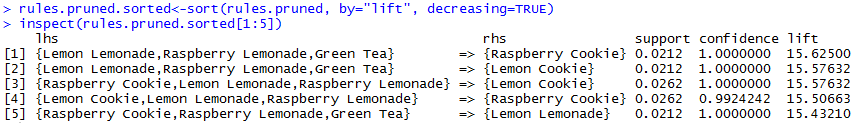 > rules.pruned.sorted<-sort(rules.pruned, by="lift", decreasing=TRUE)
> inspect(rules.pruned.sorted[1:5])
lhs rhs support confidence lift
[1] {Lemon Lemonade,Raspberry Lemonade,Green Tea} => {Raspberry Cookie} 0.0212 1.0000000 15.62500
[2] {Lemon Lemonade,Raspberry Lemonade,Green Tea} => {Lemon Cookie} 0.0212 1.0000000 15.57632
[3] {Raspberry Cookie,Lemon Lemonade,Raspberry Lemonade} => {Lemon Cookie} 0.0262 1.0000000 15.57632
[4] {Lemon Cookie,Lemon Lemonade,Raspberry Lemonade} => {Raspberry Cookie} 0.0262 0.9924242 15.50663
[5] {Raspberry Cookie,Raspberry Lemonade,Green Tea} => {Lemon Lemonade} 0.0212 1.0000000 15.43210